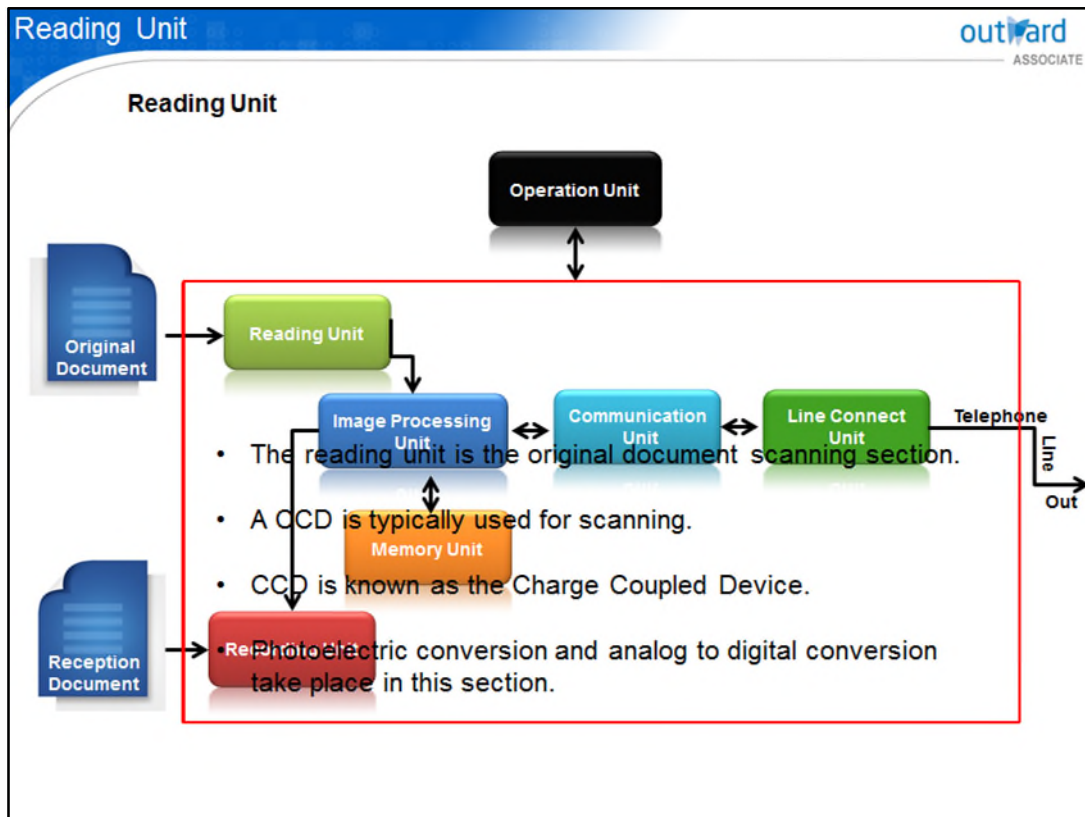 Reading Unit
outward
ASSOCIATE
Reading Unit
Operation Unit
Original
Document
Reading Unit
Image Processing
Unit
Communication
Unit
Line Connect
Unit
Telephone
Line
Out
• The reading unit is the original document scanning section.
• A CCD is typically used for scanning.
Memory Unit
• CCD is known as the Charge Coupled Device.
Reception
Document
Recording Unit
• Photoelectric conversion and analog to digital conversion
take place in this section.